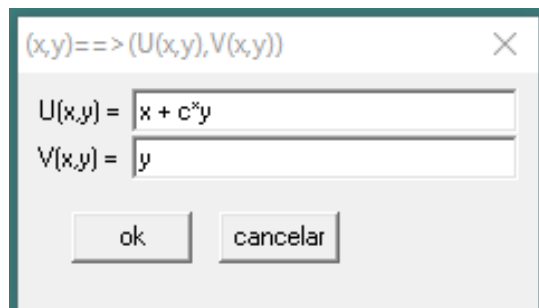 (x,y)==>(U(x,y),V(x,y))
U(x,y) = x + c*y
V(x,y) = y
ok cancelar